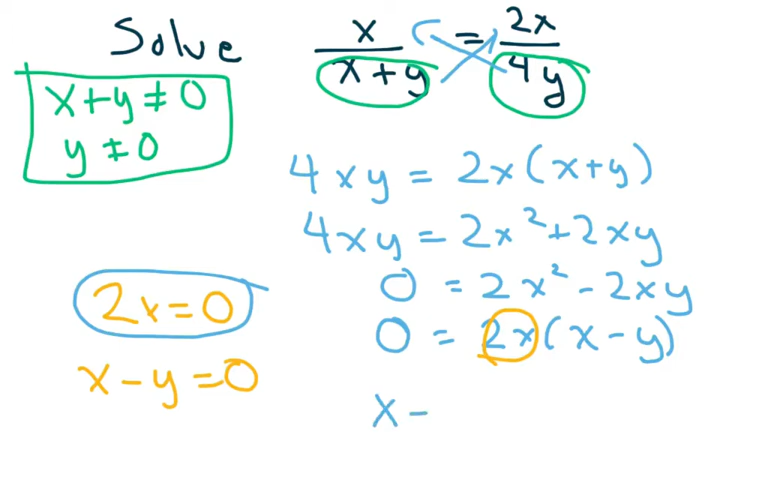 Solve x/(x+y) = 2x/4y
x+y ≠ 0
y ≠ 0
4xy = 2x(x+y)
4xy = 2x²+2xy
0 = 2x² - 2xy
2x = 0
0 = 2x(x-y)
x - y = 0
x -